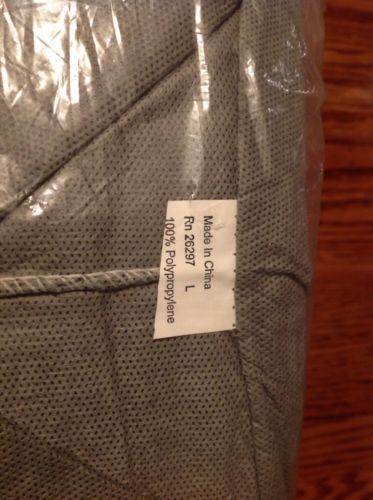 Made In China
Rn 26297 L
100% Polypropylene